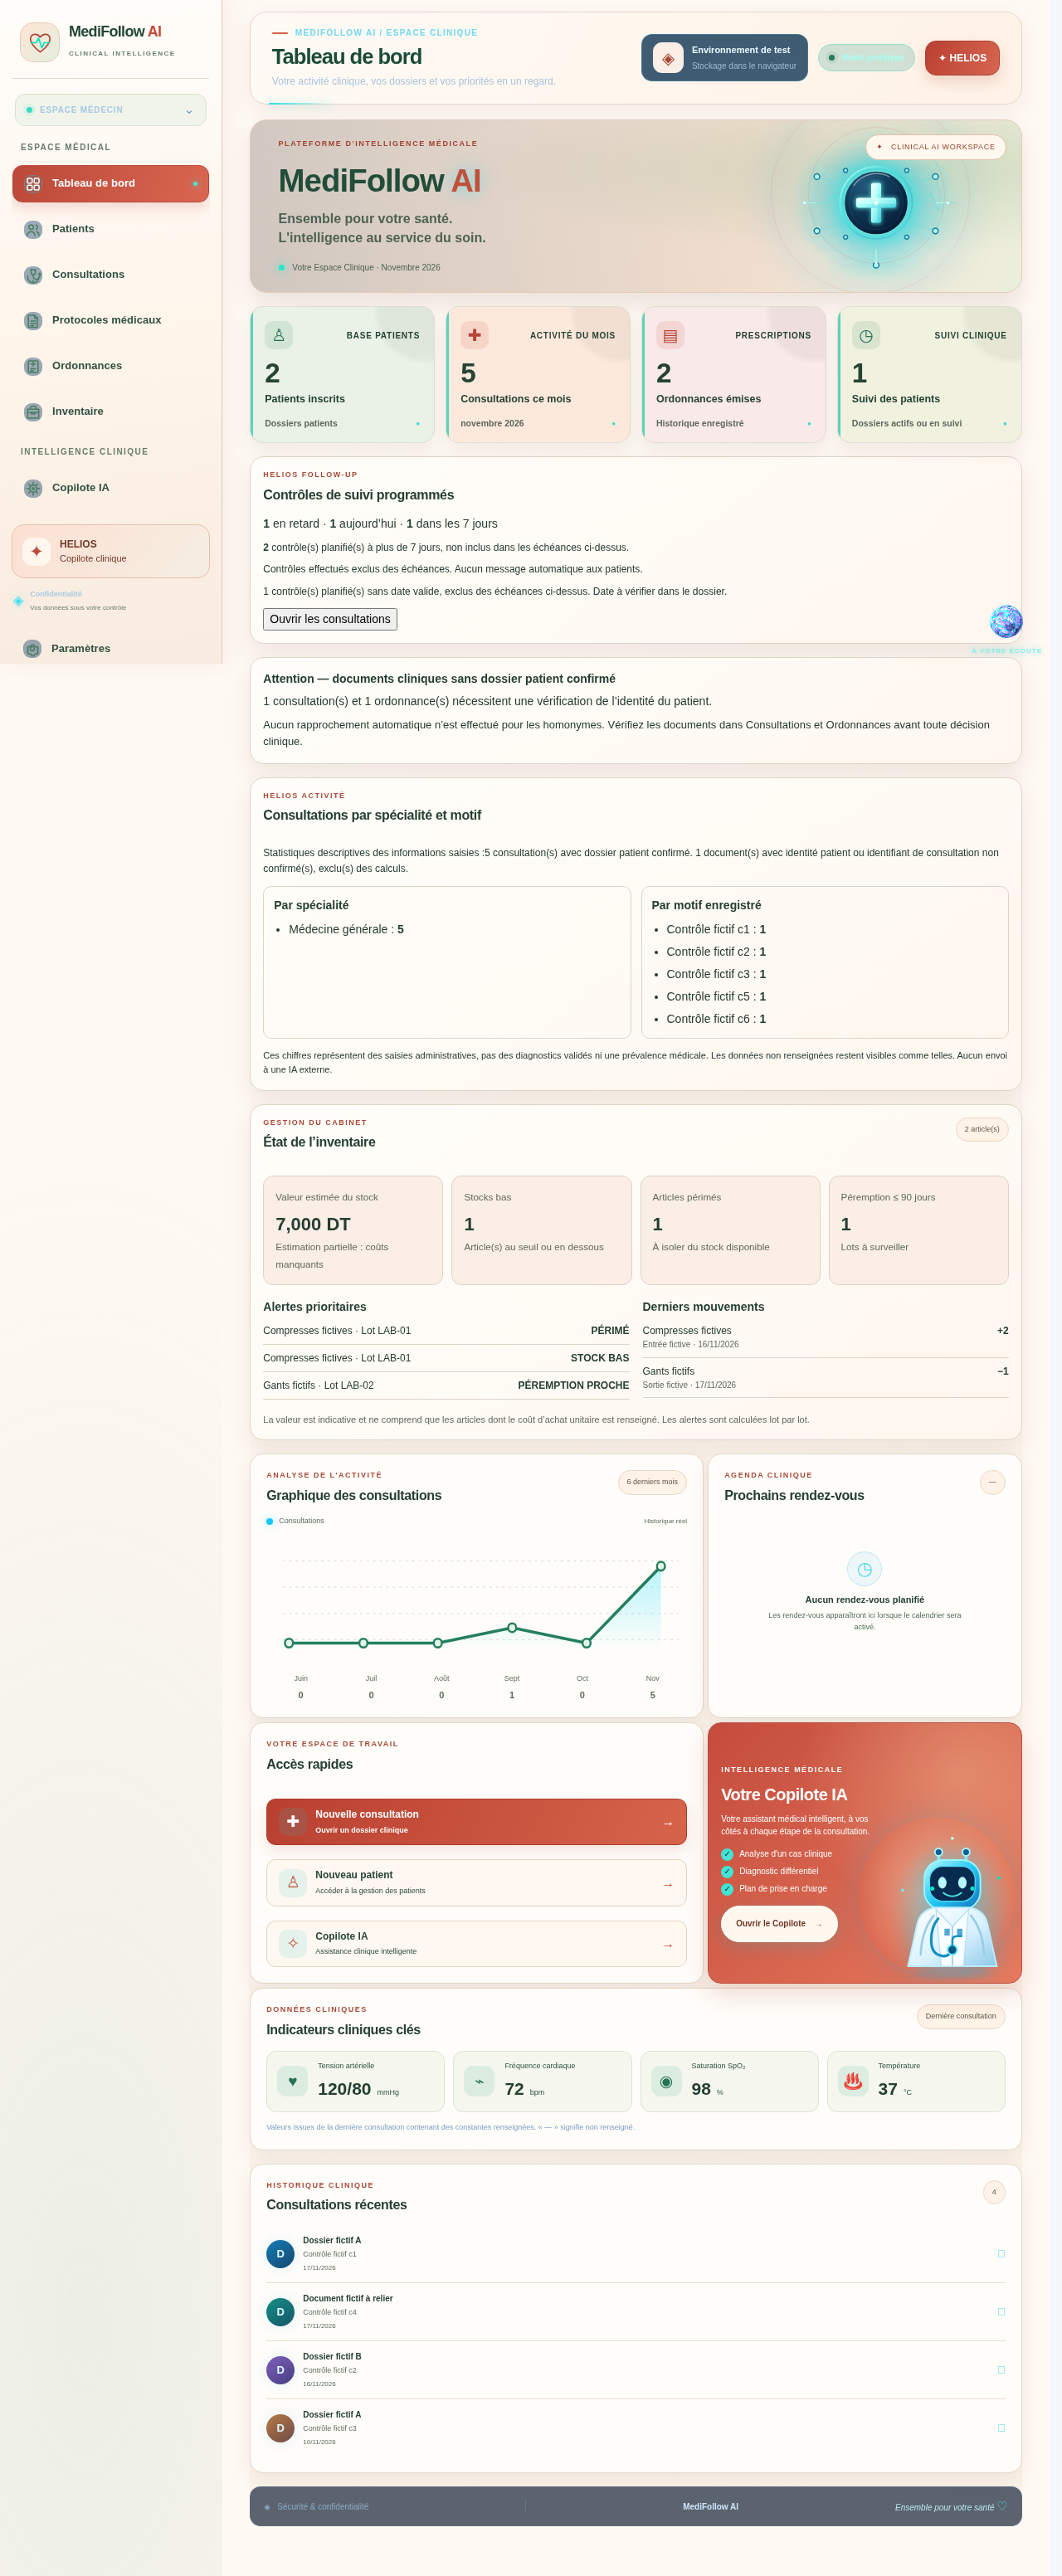 MediFollow AI
CLINICAL INTELLIGENCE
ESPACE MÉDECIN
ESPACE MÉDICAL
Tableau de bord
Patients
Consultations
Protocoles médicaux
Ordonnances
Inventaire
INTELLIGENCE CLINIQUE
Copilote IA
HELIOS
Copilote clinique
Confidentialité
Vos données sous votre contrôle
Paramètres
MEDIFOLLOW AI / ESPACE CLINIQUE
Tableau de bord
Votre activité clinique, vos dossiers et vos priorités en un regard.
Environnement de test
Stockage dans le navigateur
HELIOS
PLATEFORME D'INTELLIGENCE MÉDICALE
CLINICAL AI WORKSPACE
MediFollow AI
Ensemble pour votre santé.
L'intelligence au service du soin.
Votre Espace Clinique · Novembre 2026
BASE PATIENTS
2
Patients inscrits
Dossiers patients
ACTIVITÉ DU MOIS
5
Consultations ce mois
novembre 2026
PRESCRIPTIONS
2
Ordonnances émises
Historique enregistré
SUIVI CLINIQUE
1
Suivi des patients
Dossiers actifs ou en suivi
HELIOS FOLLOW-UP
Contrôles de suivi programmés
1 en retard · 1 aujourd’hui · 1 dans les 7 jours
2 contrôle(s) planifié(s) à plus de 7 jours, non inclus dans les échéances ci-dessus.
Contrôles effectués exclus des échéances. Aucun message automatique aux patients.
1 contrôle(s) planifié(s) sans date valide, exclus des échéances ci-dessus. Date à vérifier dans le dossier.
Ouvrir les consultations
À VOTRE ÉCOUTE
Attention — documents cliniques sans dossier patient confirmé
1 consultation(s) et 1 ordonnance(s) nécessitent une vérification de l’identité du patient.
Aucun rapprochement automatique n’est effectué pour les homonymes. Vérifiez les documents dans Consultations et Ordonnances avant toute décision
clinique.
HELIOS ACTIVITÉ
Consultations par spécialité et motif
Statistiques descriptives des informations saisies :5 consultation(s) avec dossier patient confirmé. 1 document(s) avec identité patient ou identifiant de consultation non
confirmé(s), exclu(s) des calculs.
Par spécialité
• Médecine générale : 5
Par motif enregistré
• Contrôle fictif c1 : 1
• Contrôle fictif c2 : 1
• Contrôle fictif c3 : 1
• Contrôle fictif c5 : 1
• Contrôle fictif c6 : 1
Ces chiffres représentent des saisies administratives, pas des diagnostics validés ni une prévalence médicale. Les données non renseignées restent visibles comme telles. Aucun envoi
à une IA externe.
GESTION DU CABINET
État de l’inventaire
2 article(s)
Valeur estimée du stock
7,000 DT
Estimation partielle : coûts
manquants
Stocks bas
1
Article(s) au seuil ou en dessous
Articles périmés
1
À isoler du stock disponible
Péremption ≤ 90 jours
1
Lots à surveiller
Alertes prioritaires
Compresses fictives · Lot LAB-01 PÉRIMÉ
Compresses fictives · Lot LAB-01 STOCK BAS
Gants fictifs · Lot LAB-02 PÉREMPTION PROCHE
Derniers mouvements
Compresses fictives +2
Entrée fictive · 16/11/2026
Gants fictifs −1
Sortie fictive · 17/11/2026
La valeur est indicative et ne comprend que les articles dont le coût d’achat unitaire est renseigné. Les alertes sont calculées lot par lot.
ANALYSE DE L'ACTIVITÉ
Graphique des consultations
6 derniers mois
Consultations
Historique réel
Juin Juil Août Sept Oct Nov
0 0 0 1 0 5
AGENDA CLINIQUE
Prochains rendez-vous
—
Aucun rendez-vous planifié
Les rendez-vous apparaîtront ici lorsque le calendrier sera
activé.
VOTRE ESPACE DE TRAVAIL
Accès rapides
Nouvelle consultation
Ouvrir un dossier clinique
→
Nouveau patient
Accéder à la gestion des patients
→
Copilote IA
Assistance clinique intelligente
→
INTELLIGENCE MÉDICALE
Votre Copilote IA
Votre assistant médical intelligent, à vos
côtés à chaque étape de la consultation.
✓ Analyse d'un cas clinique
✓ Diagnostic différentiel
✓ Plan de prise en charge
Ouvrir le Copilote →
DONNÉES CLINIQUES
Indicateurs cliniques clés
Dernière consultation
Tension artérielle
120/80 mmHg
Fréquence cardiaque
72 bpm
Saturation SpO₂
98 %
Température
37 °C
Valeurs issues de la dernière consultation contenant des constantes renseignées. « — » signifie non renseigné.
HISTORIQUE CLINIQUE
Consultations récentes
4
D
Dossier fictif A
Contrôle fictif c1
17/11/2026
D
Document fictif à relier
Contrôle fictif c4
17/11/2026
D
Dossier fictif B
Contrôle fictif c2
16/11/2026
D
Dossier fictif A
Contrôle fictif c3
10/11/2026
Sécurité & confidentialité
MediFollow AI
Ensemble pour votre santé ♡